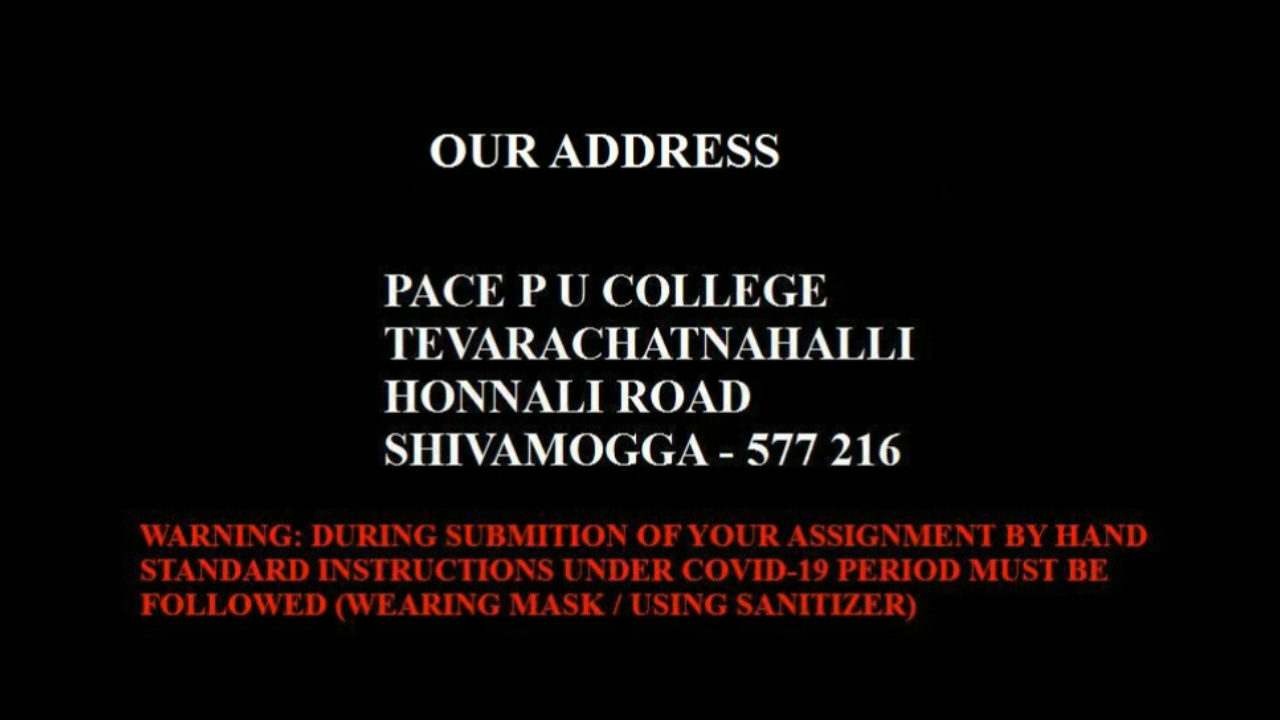 OUR ADDRESS
PACE P U COLLEGE
TEVARACHATNAHALLI
HONNALI ROAD
SHIVAMOGGA - 577 216
WARNING: DURING SUBMITION OF YOUR ASSIGNMENT BY HAND
STANDARD INSTRUCTIONS UNDER COVID-19 PERIOD MUST BE
FOLLOWED (WEARING MASK / USING SANITIZER)